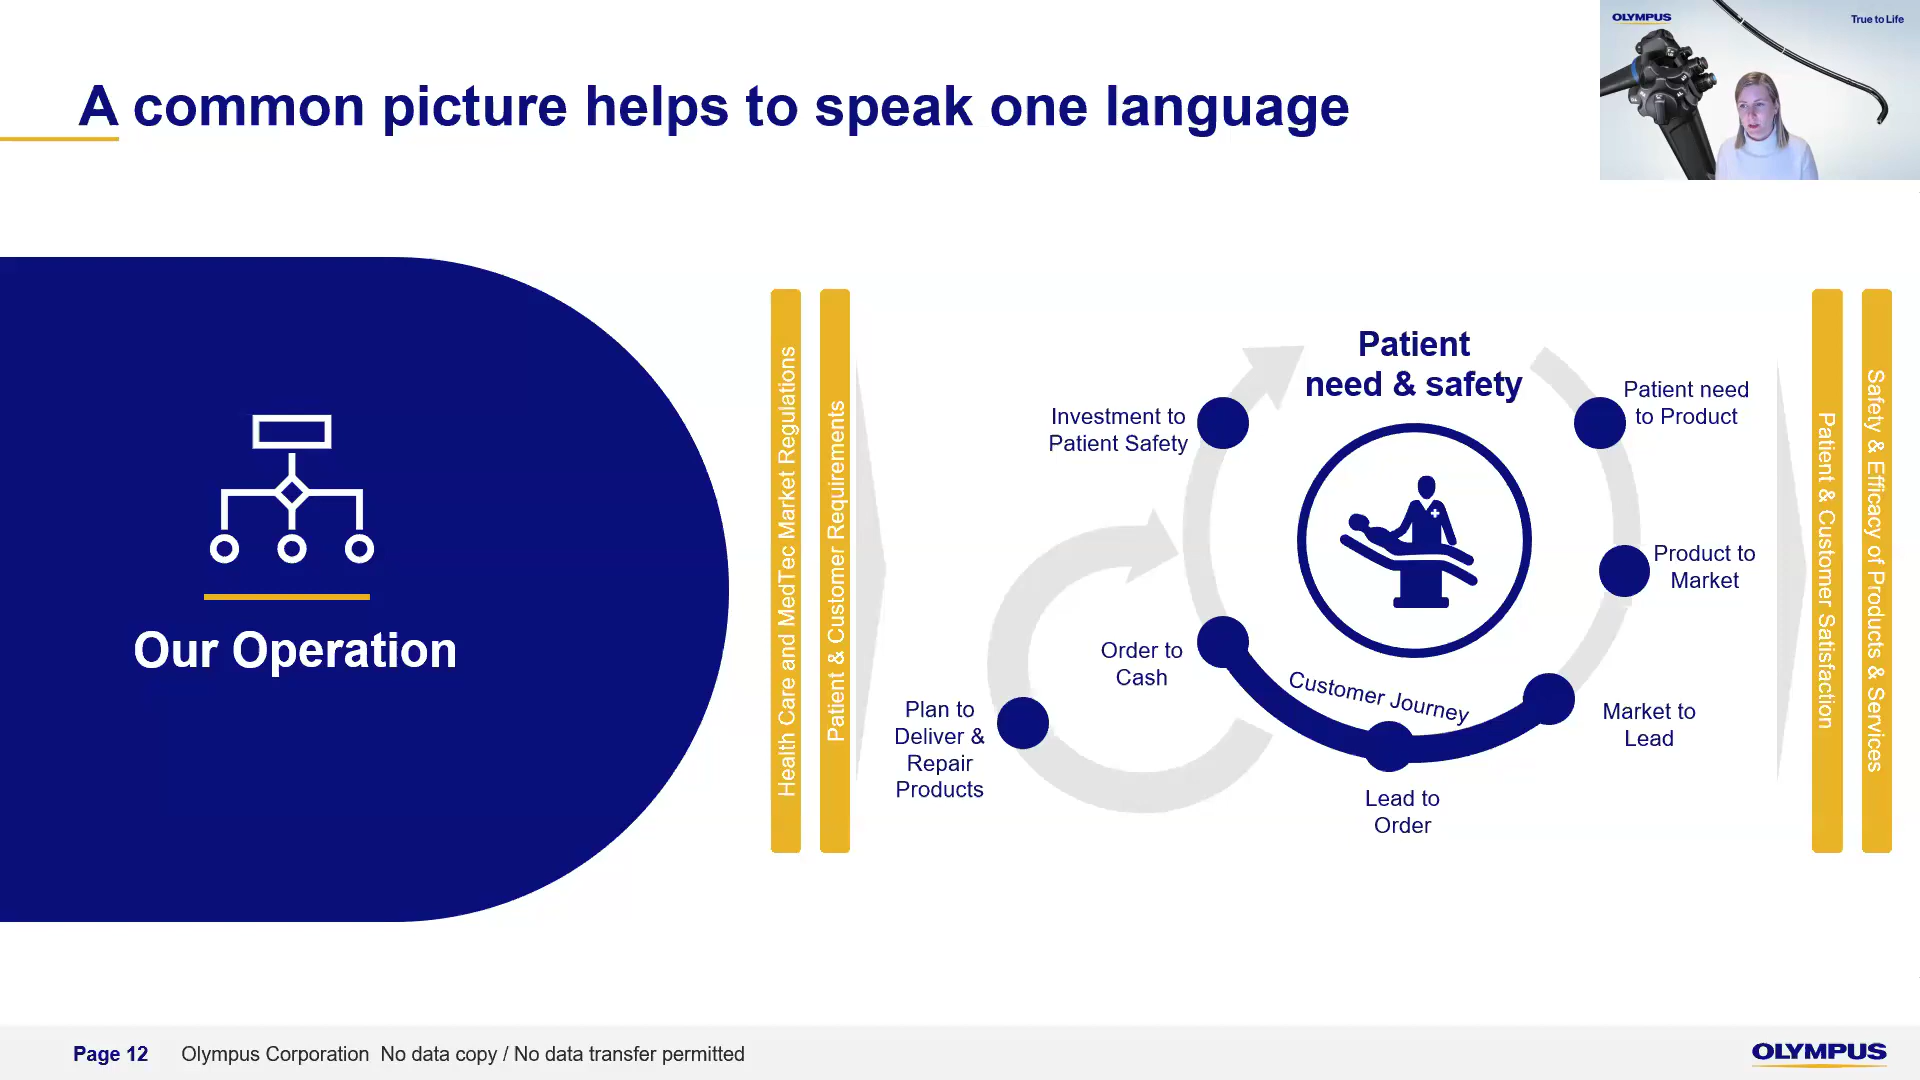 OLYMPUS
True to Life
A common picture helps to speak one language
Our Operation
Health Care and MedTec Market Regulations
Patient & Customer Requirements
Patient
need & safety
Investment to
Patient Safety
Patient need
to Product
Product to
Market
Order to
Cash
Customer Journey
Market to
Lead
Lead to
Order
Plan to
Deliver &
Repair
Products
Patient & Customer Satisfaction
Safety & Efficacy of Products & Services
Page 12 Olympus Corporation No data copy / No data transfer permitted
OLYMPUS